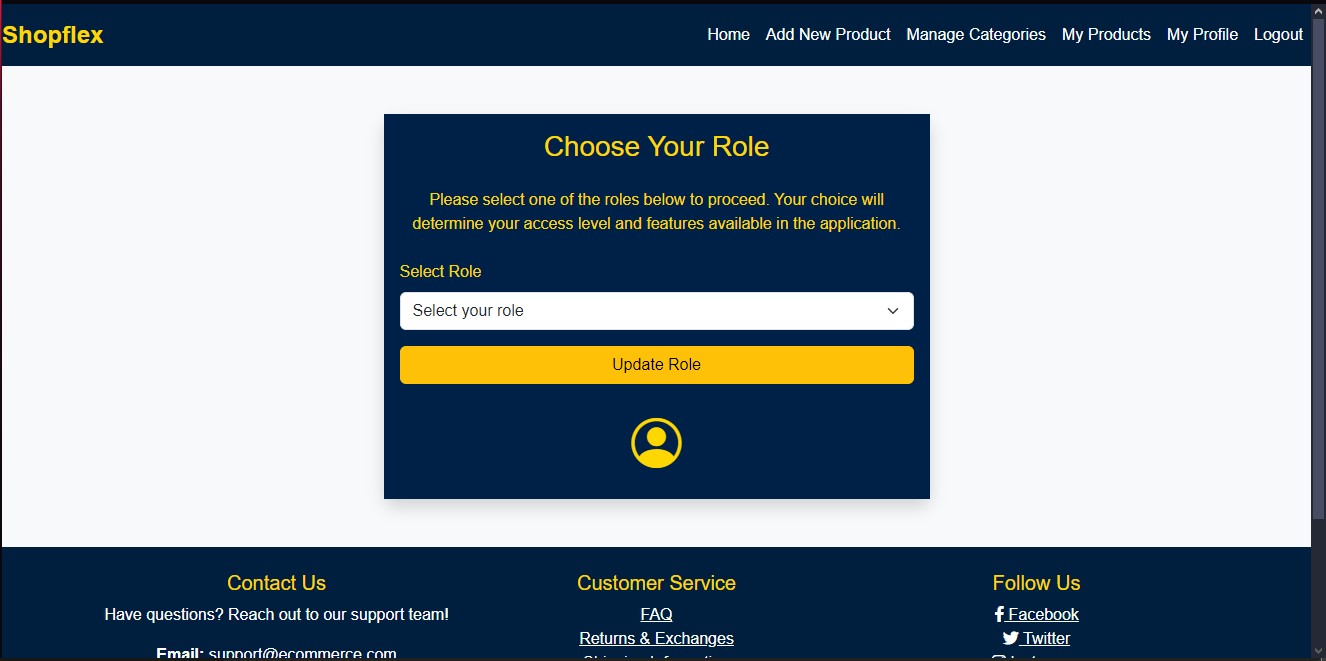 Shopflex
Home Add New Product Manage Categories My Products My Profile Logout
Choose Your Role
Please select one of the roles below to proceed. Your choice will
determine your access level and features available in the application.
Select Role
Select your role
Update Role
Contact Us
Have questions? Reach out to our support team!
Email: support@ecommerce.com
Customer Service
FAQ
Returns & Exchanges
Follow Us
Facebook
Twitter